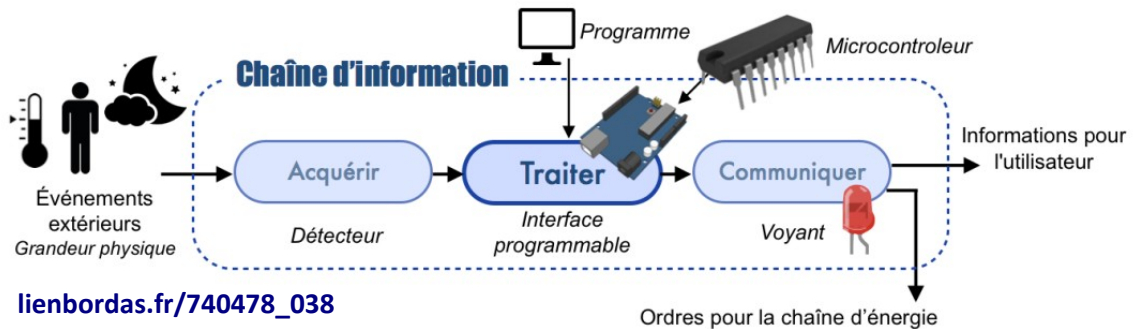 Programme
Microcontroleur
Chaîne d'information
Acquérir
Traiter
Communiquer
Informations pour
l'utilisateur
Événements
extérieurs
Grandeur physique
Détecteur
Interface
programmable
Voyant
lienbordas.fr/740478_038
Ordres pour la chaîne d'énergie